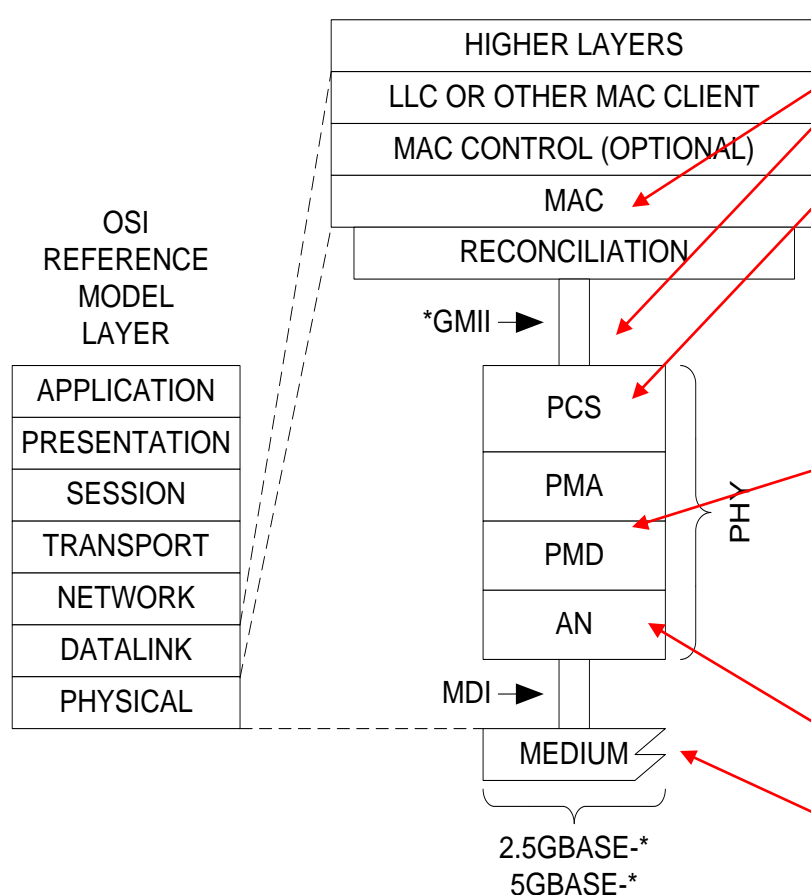 HIGHER LAYERS
LLC OR OTHER MAC CLIENT
MAC CONTROL (OPTIONAL)
MAC
RECONCILIATION
OSI
REFERENCE
MODEL
LAYER
APPLICATION
PRESENTATION
SESSION
TRANSPORT
NETWORK
DATALINK
PHYSICAL
*GMII
PCS
PMA
PMD
AN
PHY
MDI
MEDIUM
2.5GBASE-*
5GBASE-*